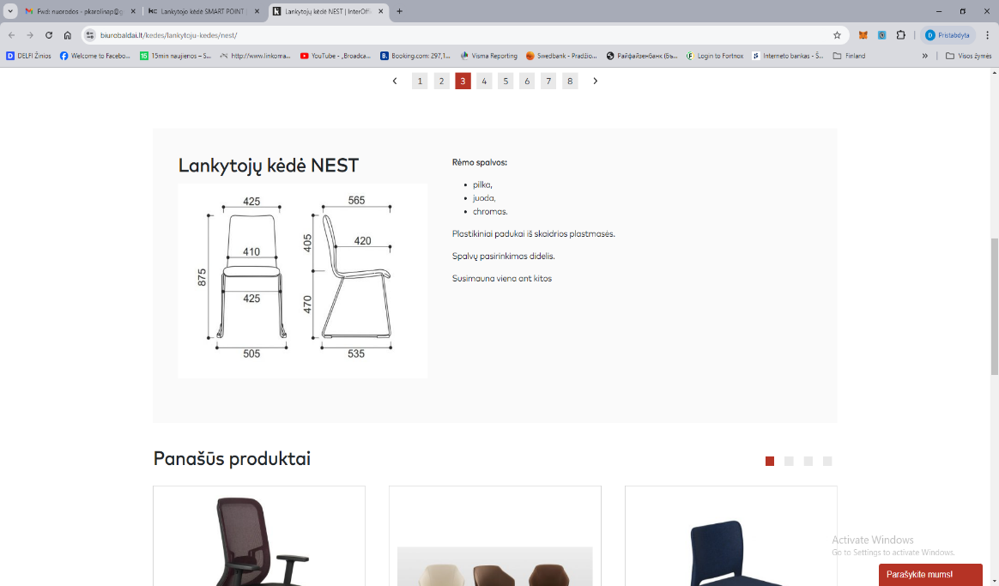 Fwd: nuorodos - pkarolinap@g
Lankytojo kėdė SMART POINT |
Lankytojų kėdė NEST | InterOffi
biurobaldai.lt/kedes/lankytoju-kedes/nest/
D
Pristabdyta
DELFI Žinios
Welcome to Facebo...
15min naujienos – S...
http://www.linkoma...
YouTube - „Broadca...
Booking.com: 297,1...
Visma Reporting
Swedbank - Pradžio...
Райфайзенбанк (Бъ...
Login to Fortnox
Interneto bankas - Š...
Finland
»
Visos žymės
1 2 3 4 5 6 7 8
Lankytojų kėdė NEST
425
565
405
420
410
875
425
470
505
535
Rėmo spalvos:
pilka,
juoda,
chromas.
Plastikiniai padukai iš skaidrios plastmasės.
Spalvų pasirinkimas didelis.
Susimauna viena ant kitos
Panašūs produktai
Activate Windows
Go to Settings to activate Windows.
Parašykite mums!